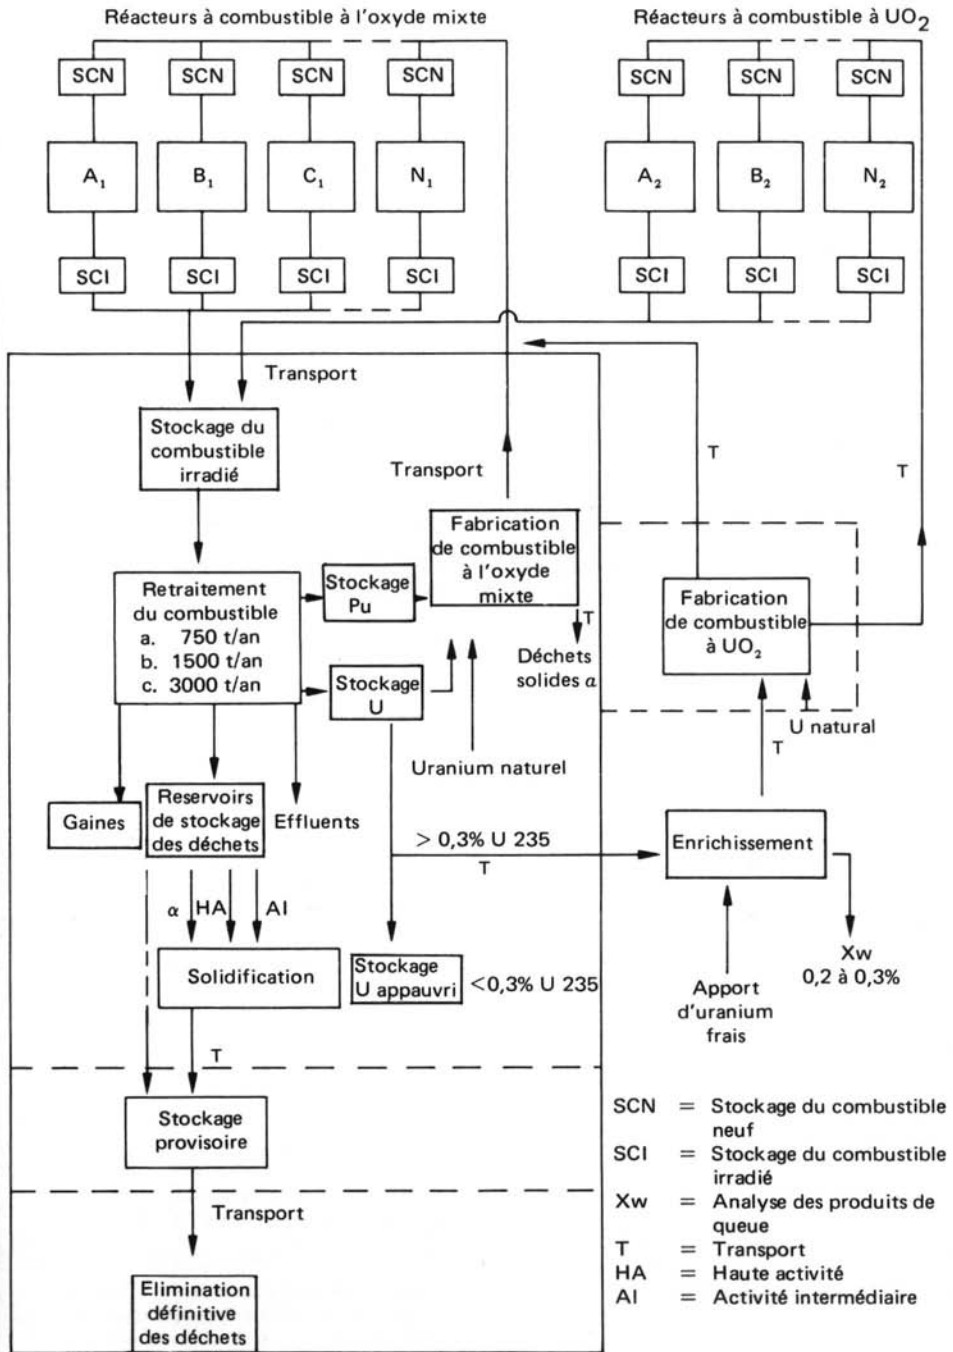 Réacteurs à combustible à l'oxyde mixte
Réacteurs à combustible à UO2
SCN
SCN
SCN
SCN
SCN
SCN
SCN
A1
B1
C1
N1
A2
B2
N2
SCI
SCI
SCI
SCI
SCI
SCI
SCI
Transport
Stockage du
combustible
irradié
Transport
T
T
Fabrication
de combustible
à l'oxyde
mixte
Retraitement
du combustible
a. 750 t/an
b. 1500 t/an
c. 3000 t/an
Stockage
Pu
T
Déchets
solides α
Fabrication
de combustible
à UO2
Stockage
U
Uranium naturel
U natural
T
Gaines
Reservoirs
de stockage
des déchets
Effluents
> 0,3% U 235
T
Enrichissement
α
HA
AI
Solidification
Stockage
U appauvri
<0,3% U 235
Xw
0,2 à 0,3%
Apport
d'uranium
frais
T
Stockage
provisoire
Transport
Elimination
définitive
des déchets
SCN = Stockage du combustible
neuf
SCI = Stockage du combustible
irradié
Xw = Analyse des produits de
queue
T = Transport
HA = Haute activité
AI = Activité intermédiaire